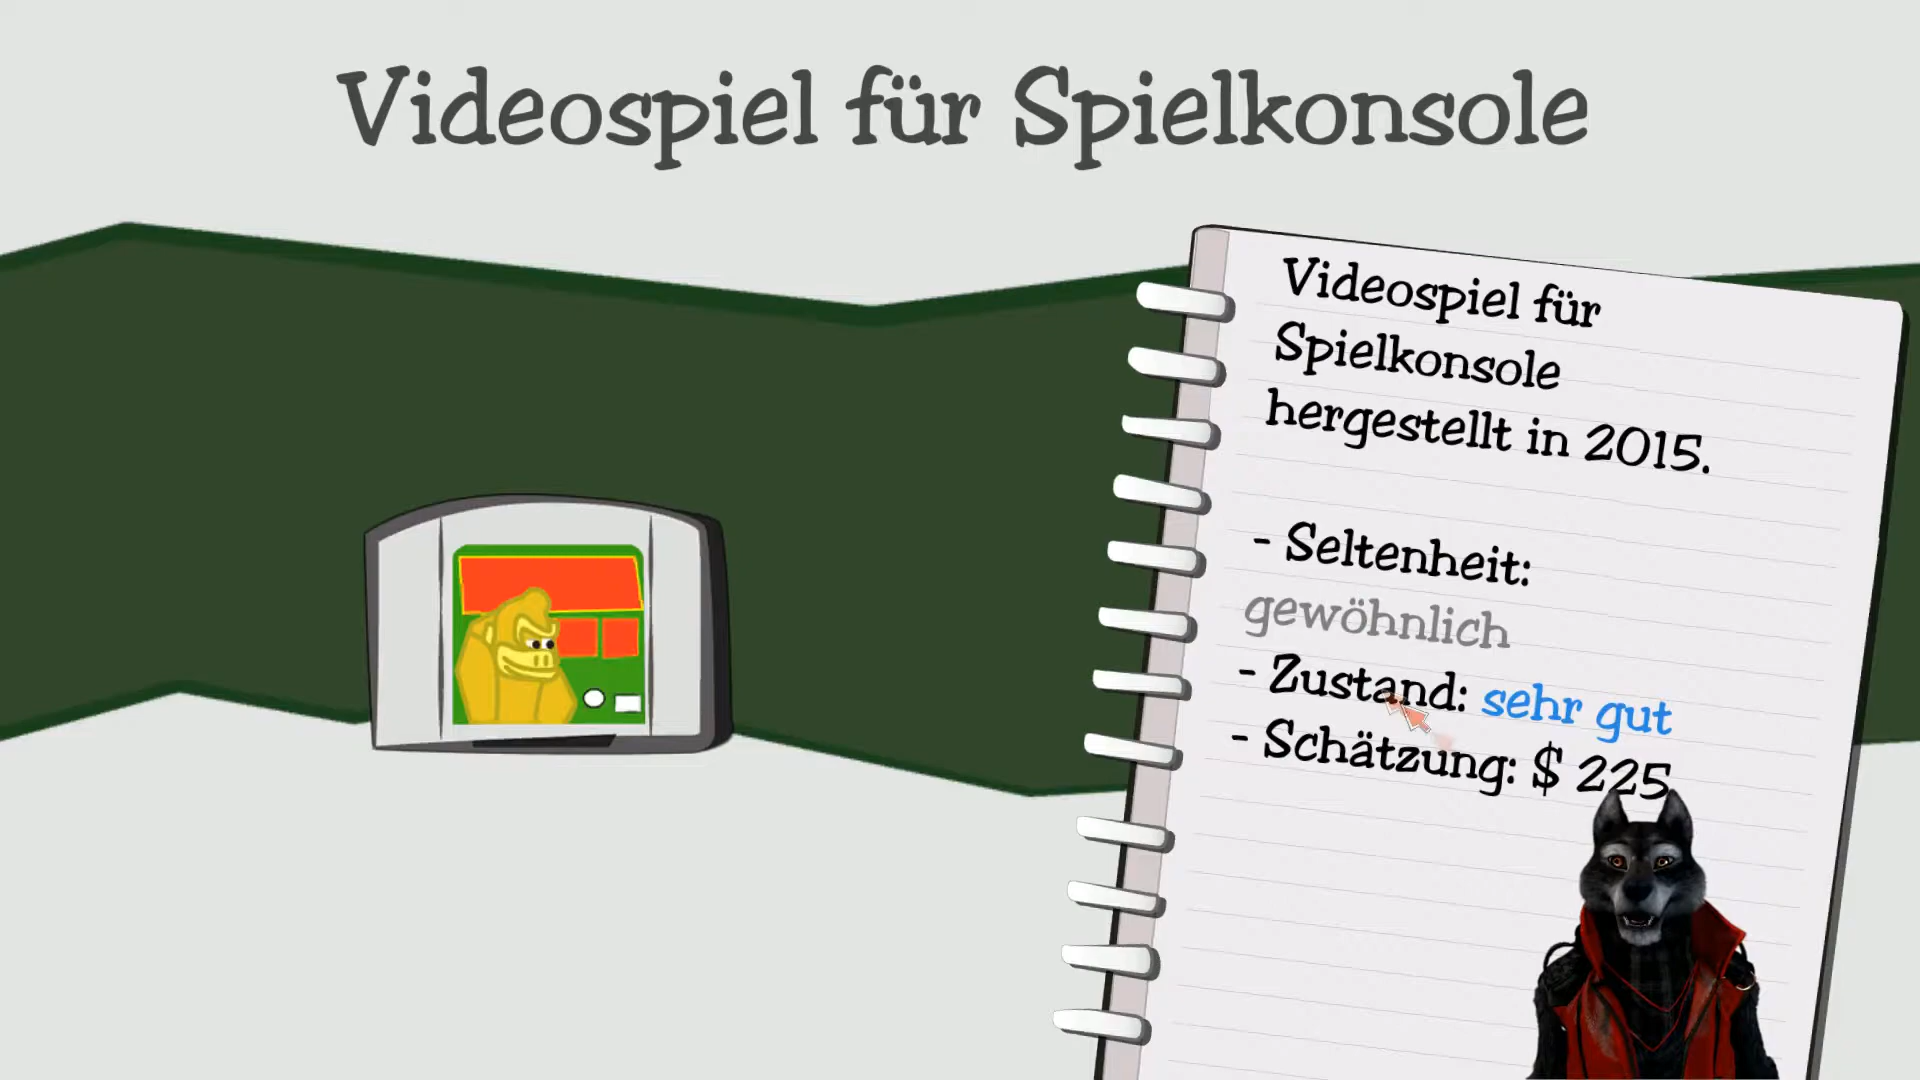 Videospiel für Spielkonsole
Videospiel für
Spielkonsole
hergestellt in 2015.
- Seltenheit:
gewöhnlich
- Zustand: sehr gut
- Schätzung: $ 225